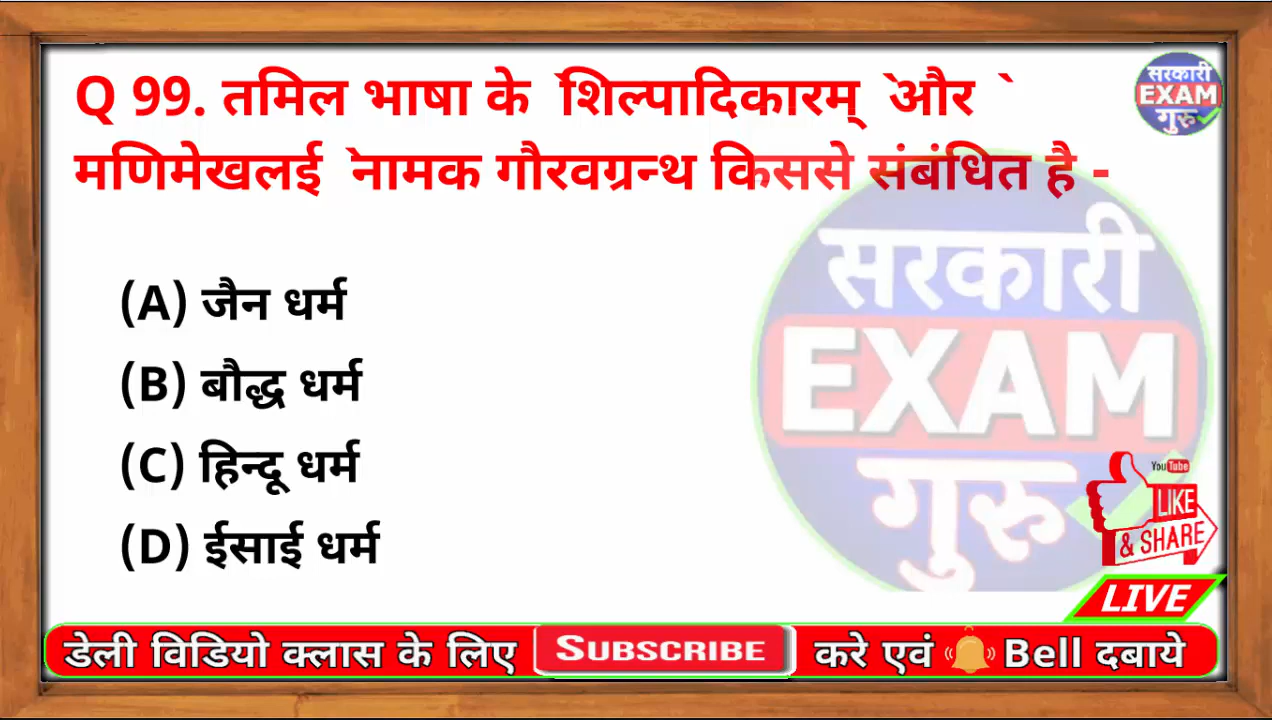 Q 99. तमिल भाषा के `शिल्पादिकारम् `और `
मणिमेखलई `नामक गौरवग्रन्थ किससे संबंधित है -
(A) जैन धर्म
(B) बौद्ध धर्म
(C) हिन्दू धर्म
(D) ईसाई धर्म
सरकारी
EXAM
गुरु
सरकारी
EXAM
गुरु
YouTube
LIKE
& SHARE
LIVE
डेली विडियो क्लास के लिए SUBSCRIBE करे एवं Bell दबाये